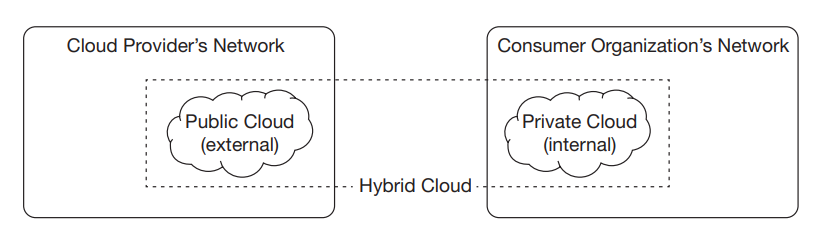 Cloud Provider's Network
Consumer Organization's Network
Public Cloud
(external)
Private Cloud
(internal)
Hybrid Cloud